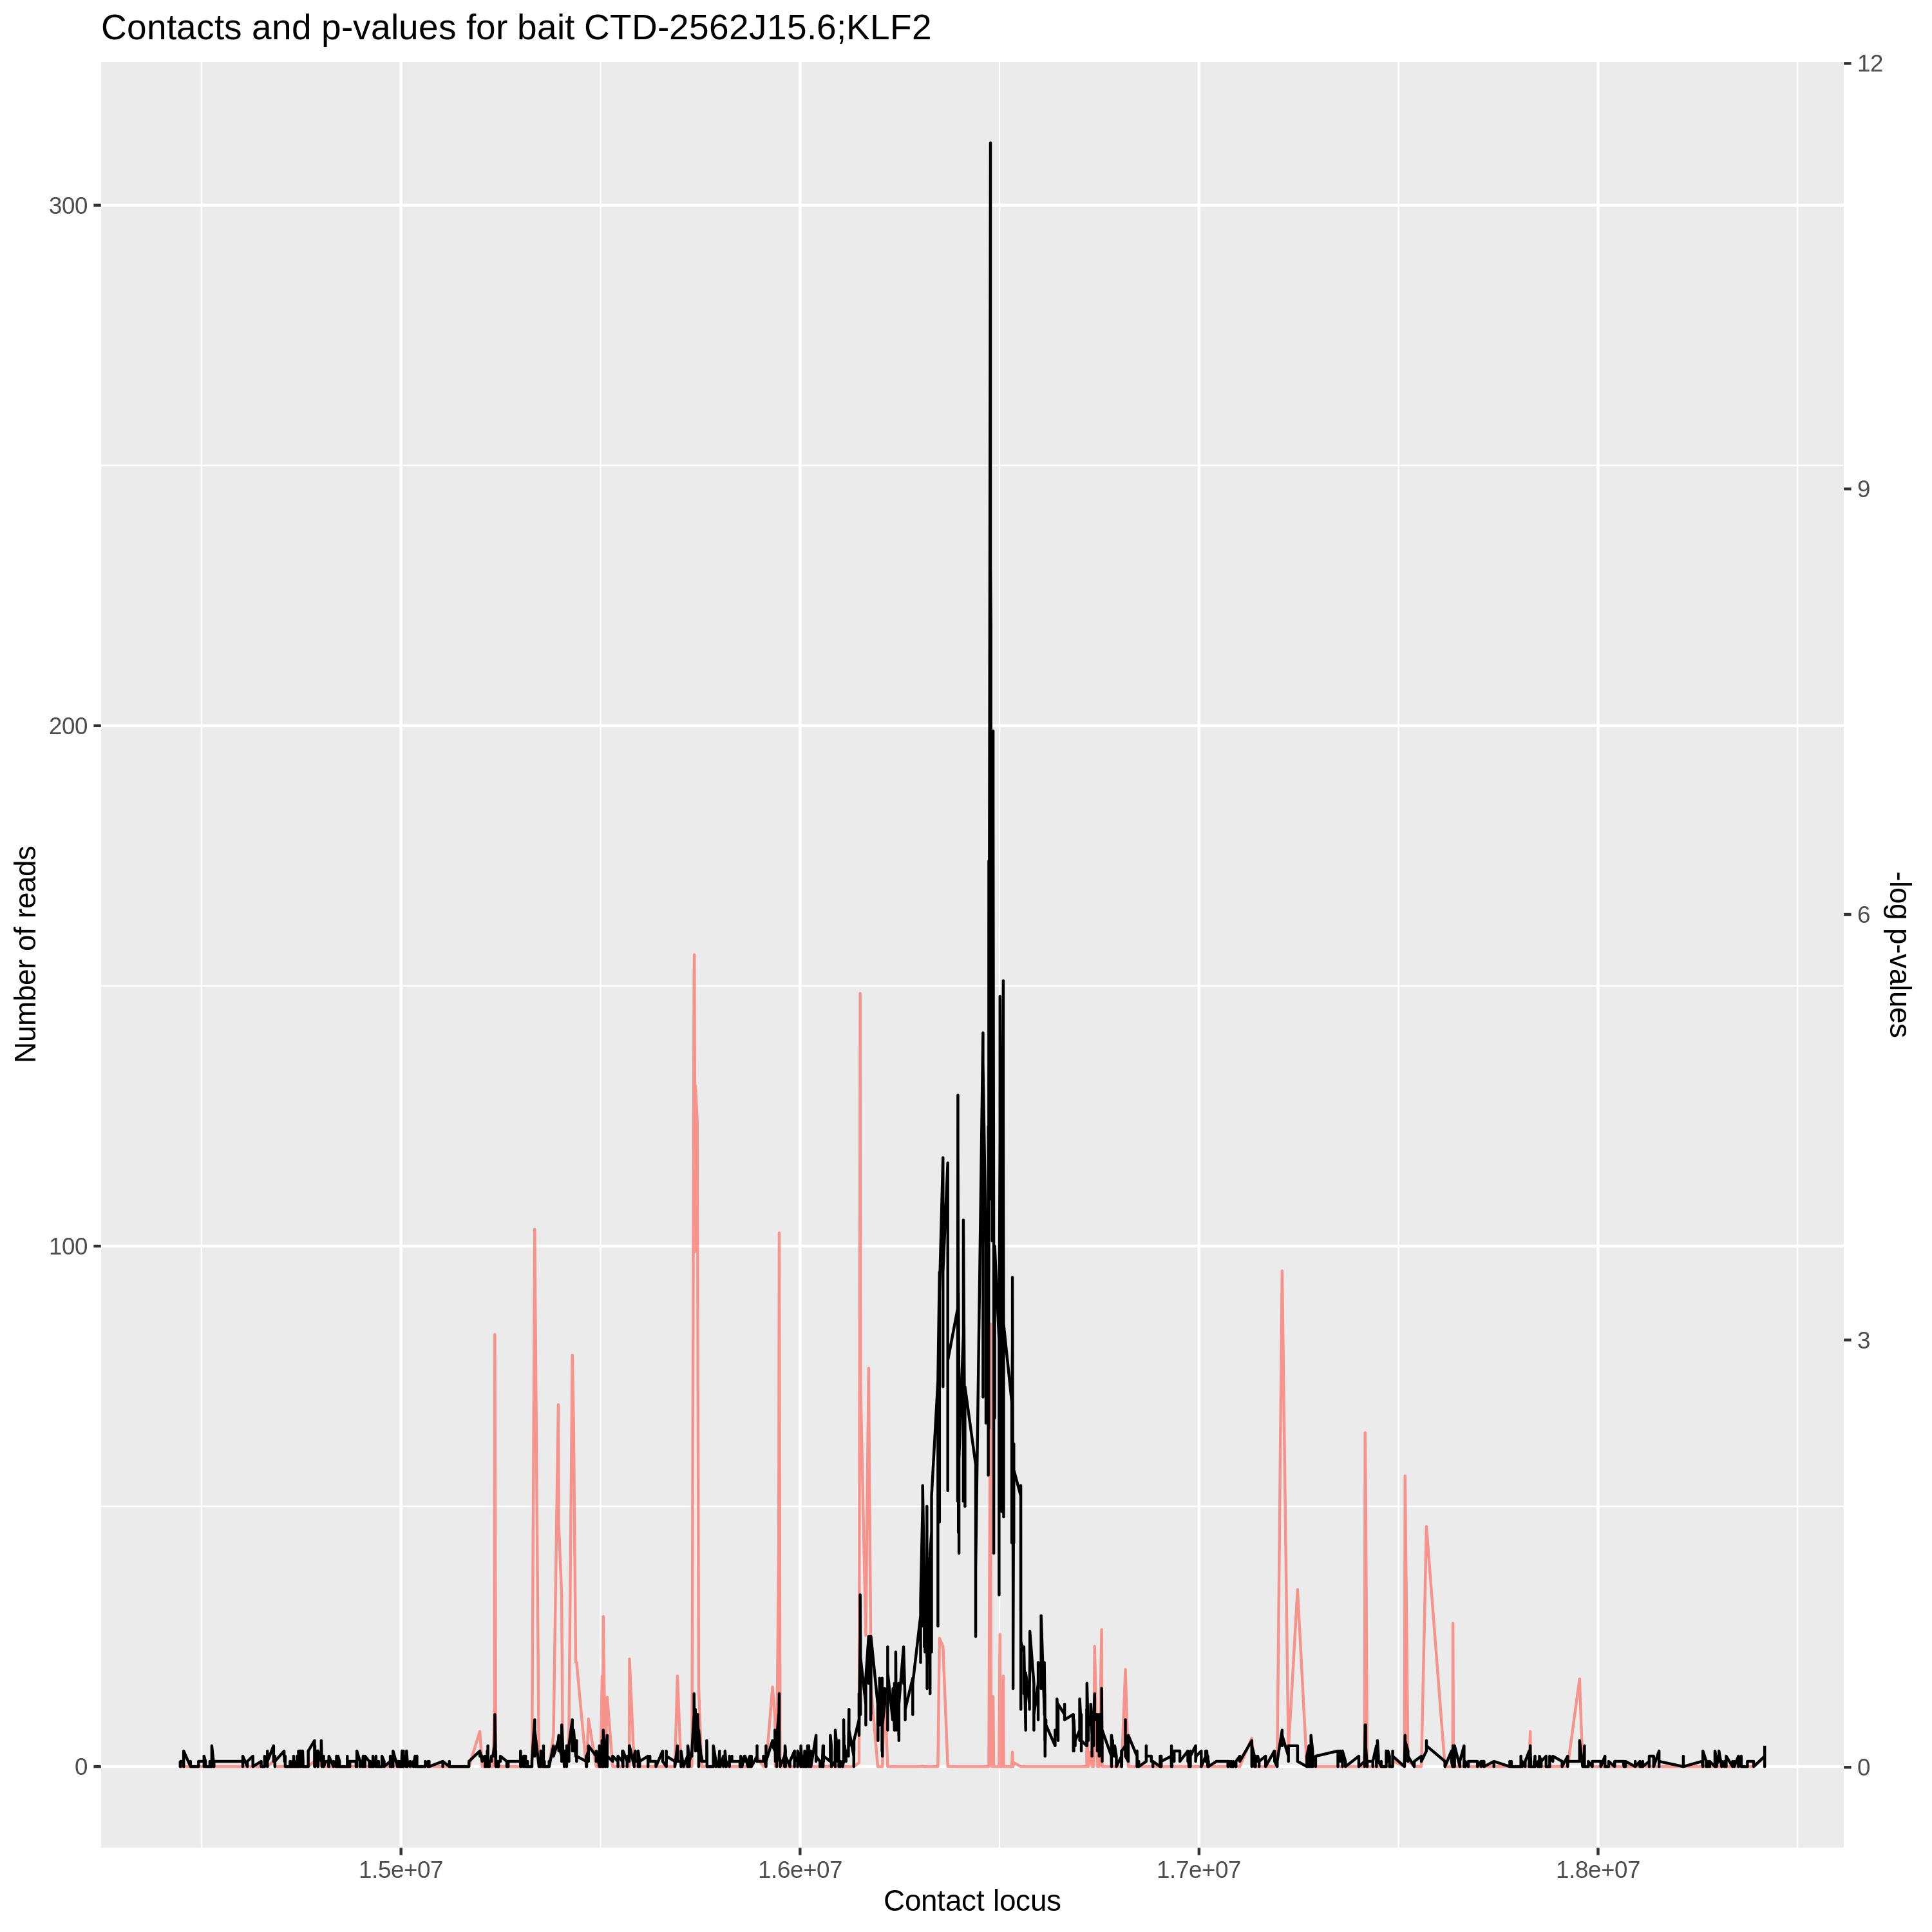 Contacts and p-values for bait CTD-2562J15.6;KLF2
12
300
9
200
6
100
3
0
0
Number of reads
-log p-values
1.5e+07
1.6e+07
1.7e+07
1.8e+07
Contact locus